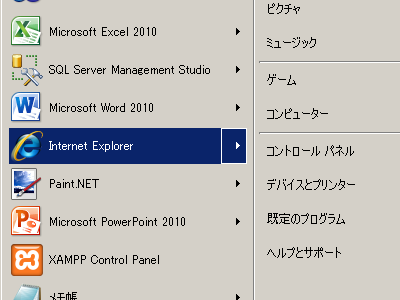 Microsoft Excel 2010
SQL Server Management Studio
Microsoft Word 2010
Internet Explorer
Paint.NET
Microsoft PowerPoint 2010
XAMPP Control Panel
メモ帳
ピクチャ
ミュージック
ゲーム
コンピューター
コントロール パネル
デバイスとプリンター
既定のプログラム
ヘルプとサポート